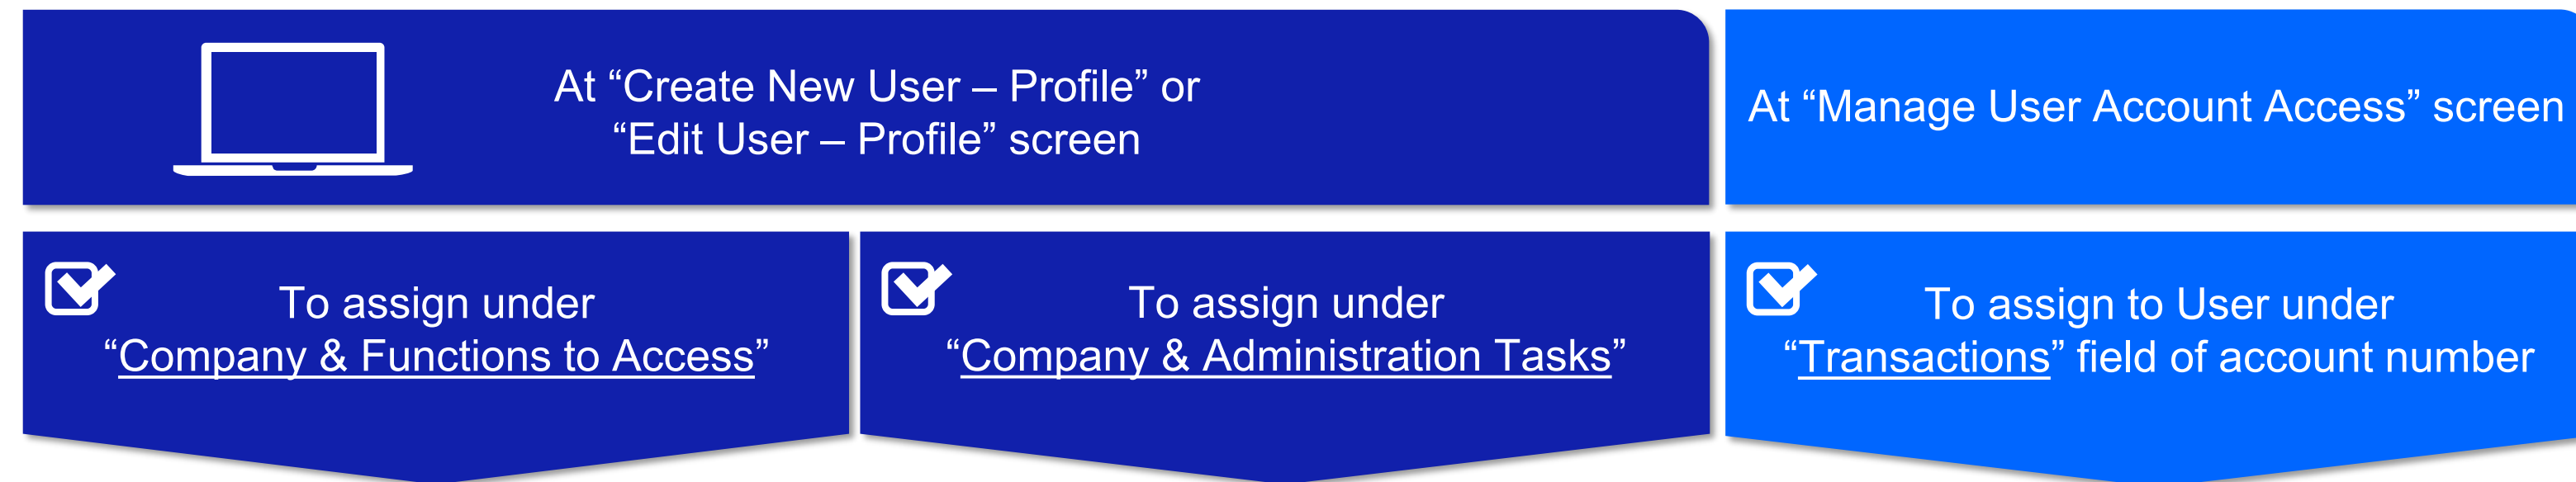 At “Create New User – Profile” or
“Edit User – Profile” screen
At “Manage User Account Access” screen
To assign under
“Company & Functions to Access”
To assign under
“Company & Administration Tasks”
To assign to User under
“Transactions” field of account number